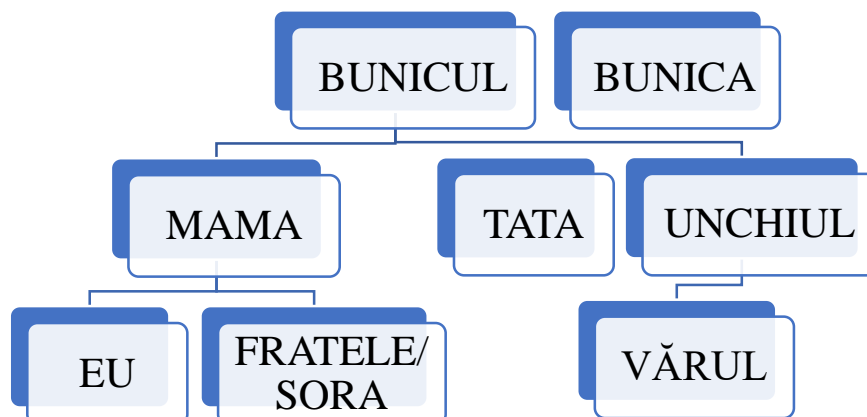 BUNICUL
BUNICA
MAMA
TATA
UNCHIUL
EU
FRATELE/
SORA
VĂRUL